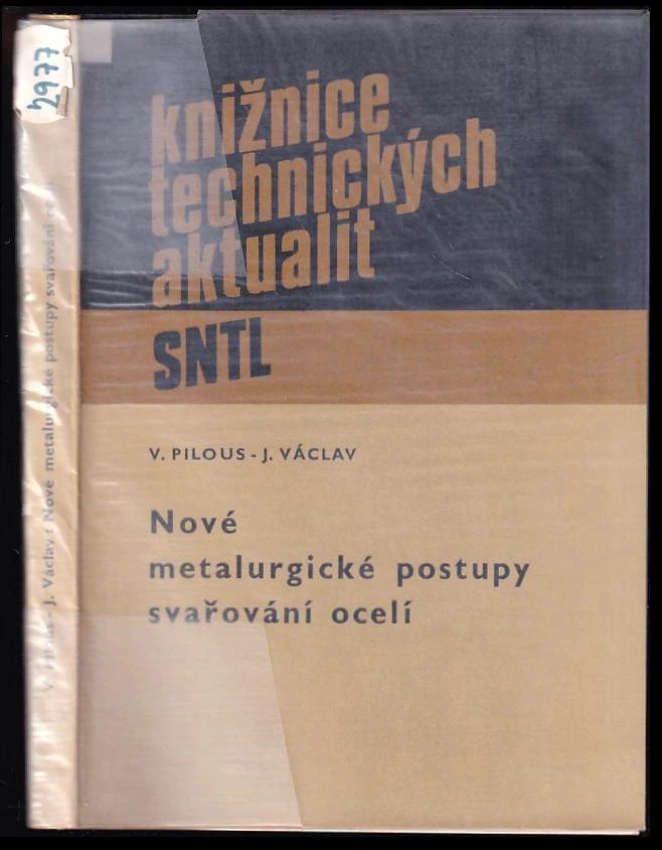 2977
V. Pilous - J. Václav: Nové metalurgické postupy svařování ocelí
knižnice
technických
aktualit
SNTL
V. PILOUS - J. VÁCLAV
Nové
metalurgické postupy
svařování ocelí